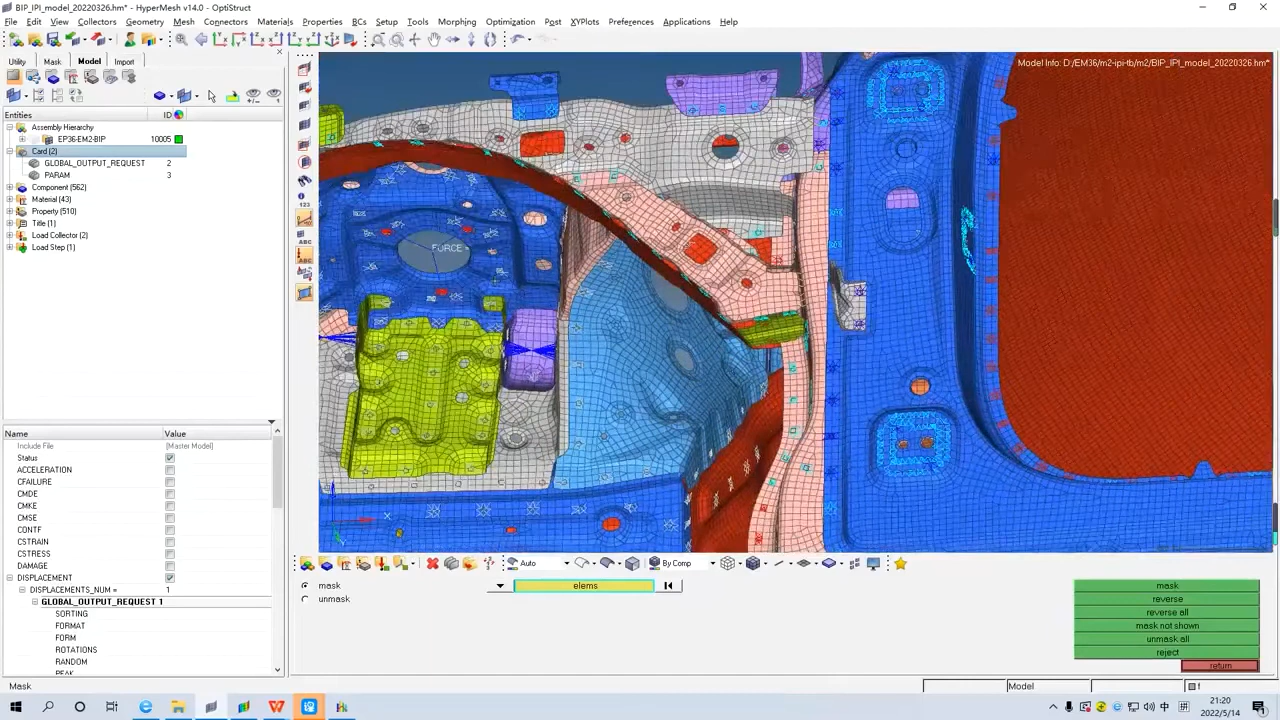 BIP_IPI_model_20220326.hm* - HyperMesh v14.0 - OptiStruct
File Edit View Collectors Geometry Mesh Connectors Materials Properties BCs Setup Tools Morphing Optimization Post XYPlots Preferences Applications Help
Utility Mask Model Import
Model Info: D:/EM36/m2-ipi-tb/m2/BIP_IPI_model_20220326.hm*
Entities ID
Assembly Hierarchy
EP36-EM2-BIP 10005
Card (2)
GLOBAL_OUTPUT_REQUEST 2
PARAM 3
Component (562)
Material (43)
Property (510)
Title (1)
Load Collector (2)
Load Step (1)
123
ABC
ABC
FORCE =
Name Value
Include File [Master Model]
Status
ACCELERATION
CFAILURE
CMDE
CMKE
CMSE
CONTF
CSTRAIN
CSTRESS
DAMAGE
DISPLACEMENT
DISPLACEMENTS_NUM = 1
GLOBAL_OUTPUT_REQUEST 1
SORTING
FORMAT
FORM
ROTATIONS
RANDOM
PEAK
Auto By Comp
mask elems
unmask
mask
reverse
reverse all
mask not shown
unmask all
reject
return
Mask Model f
中 拼 21:20
2022/5/14